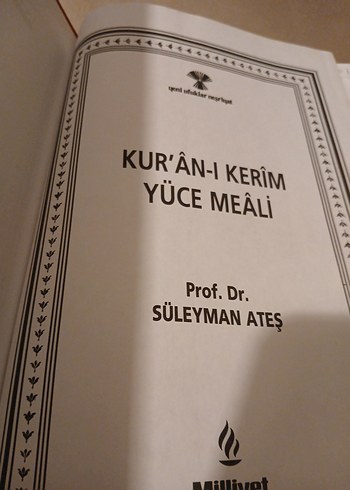 yeni ufuklar neşriyat
KUR'ÂN-I KERÎM
YÜCE MEÂLİ
Prof. Dr.
SÜLEYMAN ATEŞ
Milliyet